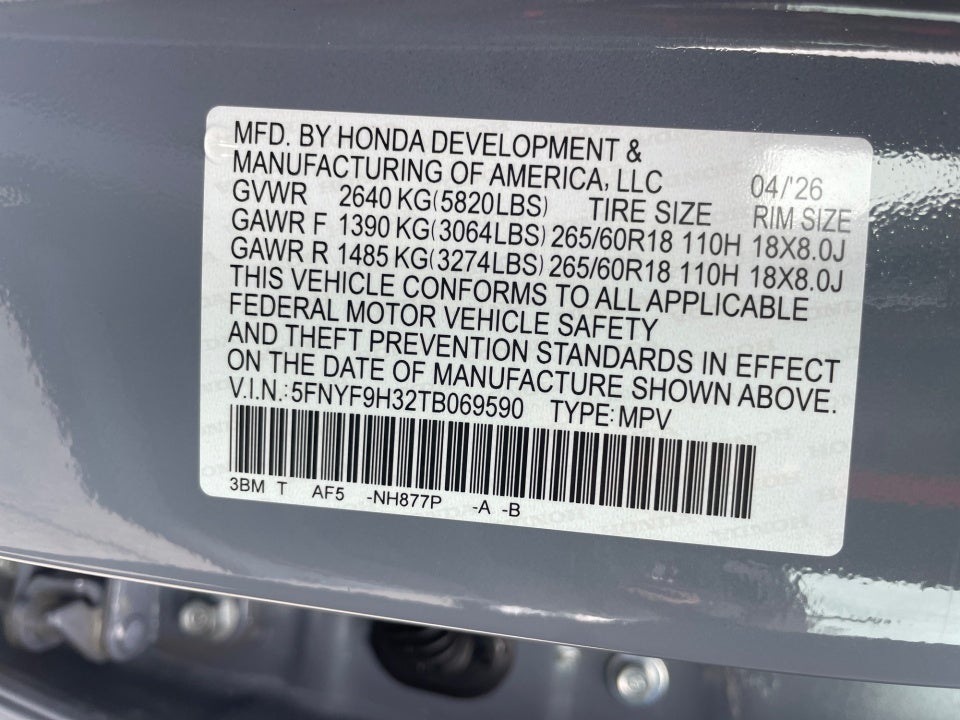 MFD. BY HONDA DEVELOPMENT &
MANUFACTURING OF AMERICA, LLC 04/'26
GVWR 2640 KG(5820LBS) TIRE SIZE RIM SIZE
GAWR F 1390 KG(3064LBS) 265/60R18 110H 18X8.0J
GAWR R 1485 KG(3274LBS) 265/60R18 110H 18X8.0J
THIS VEHICLE CONFORMS TO ALL APPLICABLE
FEDERAL MOTOR VEHICLE SAFETY
AND THEFT PREVENTION STANDARDS IN EFFECT
ON THE DATE OF MANUFACTURE SHOWN ABOVE.
V.I.N.: 5FNYF9H32TB069590 TYPE: MPV
3BM T AF5 -NH877P -A -B